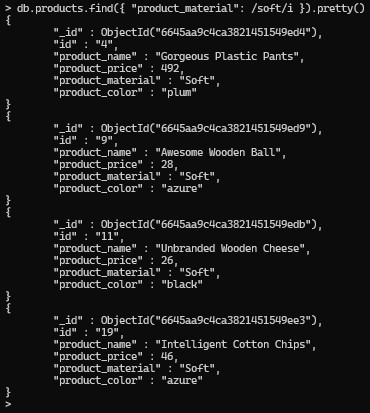 > db.products.find({ "product_material": /soft/i }).pretty()
{
        "_id" : ObjectId("6645aa9c4ca3821451549ed4"),
        "id" : "4",
        "product_name" : "Gorgeous Plastic Pants",
        "product_price" : 492,
        "product_material" : "Soft",
        "product_color" : "plum"
}
{
        "_id" : ObjectId("6645aa9c4ca3821451549ed9"),
        "id" : "9",
        "product_name" : "Awesome Wooden Ball",
        "product_price" : 28,
        "product_material" : "Soft",
        "product_color" : "azure"
}
{
        "_id" : ObjectId("6645aa9c4ca3821451549edb"),
        "id" : "11",
        "product_name" : "Unbranded Wooden Cheese",
        "product_price" : 26,
        "product_material" : "Soft",
        "product_color" : "black"
}
{
        "_id" : ObjectId("6645aa9c4ca3821451549ee3"),
        "id" : "19",
        "product_name" : "Intelligent Cotton Chips",
        "product_price" : 46,
        "product_material" : "Soft",
        "product_color" : "azure"
}
>